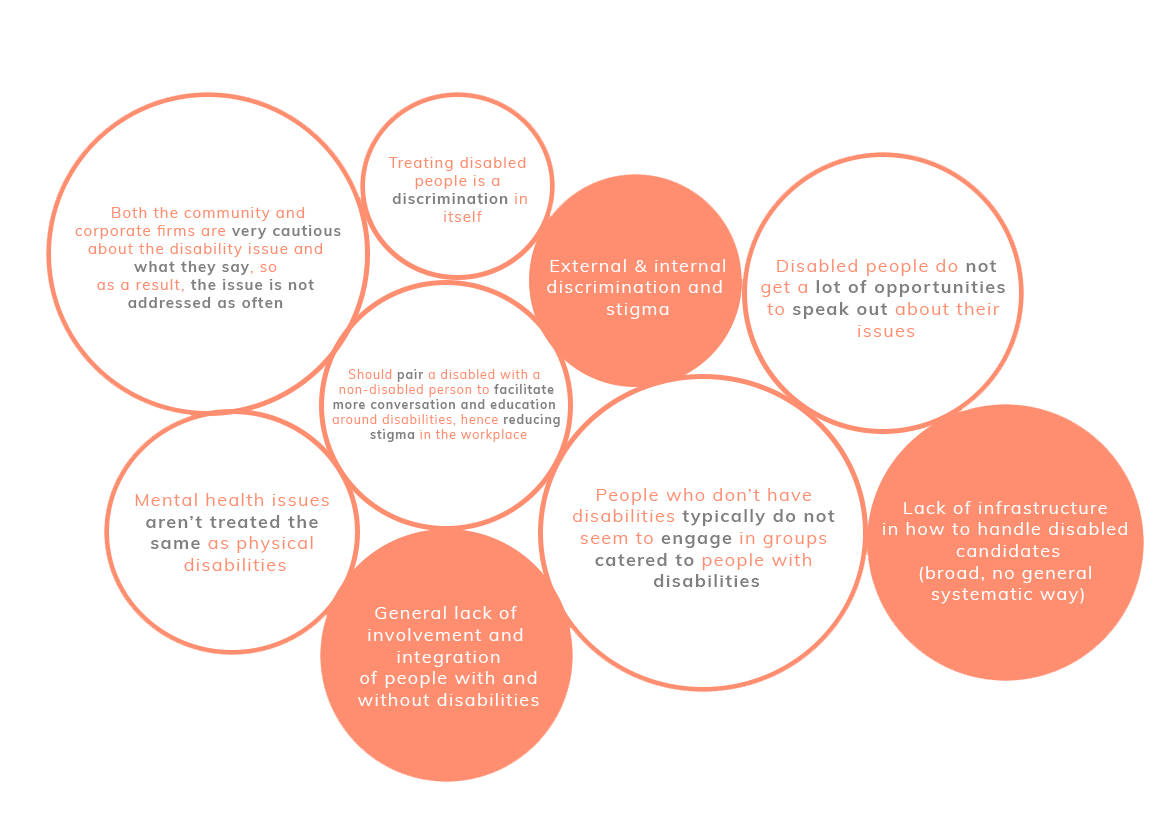 Both the community and
corporate firms are very cautious
about the disability issue and
what they say, so
as a result, the issue is not
addressed as often
Treating disabled
people is a
discrimination in
itself
External & internal
discrimination and
stigma
Disabled people do not
get a lot of opportunities
to speak out about their
issues
Should pair a disabled with a
non-disabled person to facilitate
more conversation and education
around disabilities, hence reducing
stigma in the workplace
Mental health issues
aren’t treated the
same as physical
disabilities
People who don’t have
disabilities typically do not
seem to engage in groups
catered to people with
disabilities
Lack of infrastructure
in how to handle disabled
candidates
(broad, no general
systematic way)
General lack of
involvement and
integration
of people with and
without disabilities